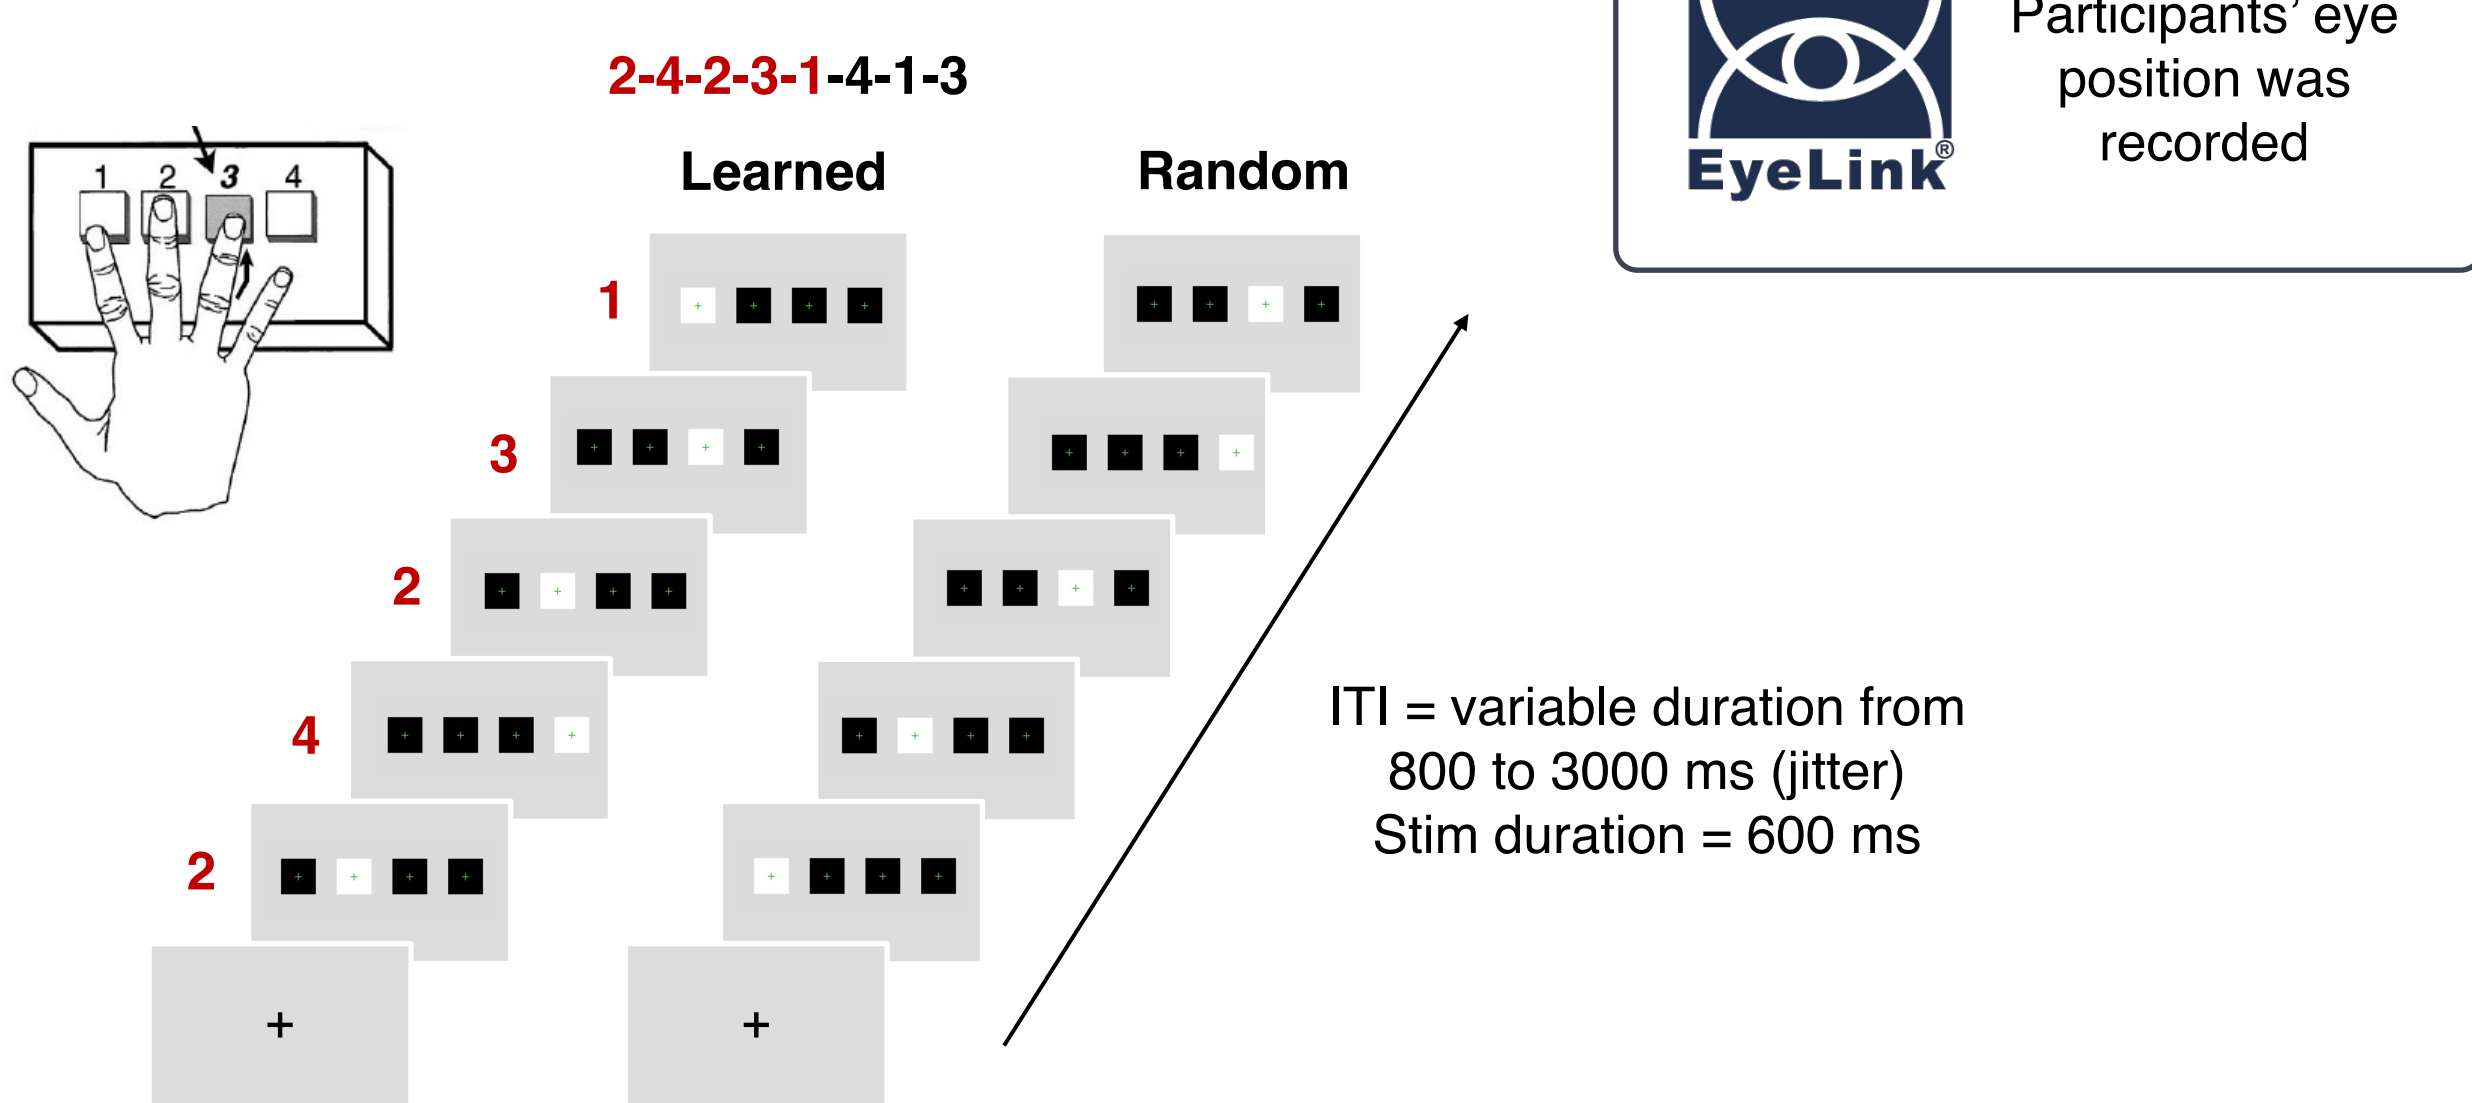 2-4-2-3-1-4-1-3
1 2 3 4
Learned
Random
1
3
2
4
2
+
+
Participants' eye
position was
recorded
EyeLink®
ITI = variable duration from
800 to 3000 ms (jitter)
Stim duration = 600 ms